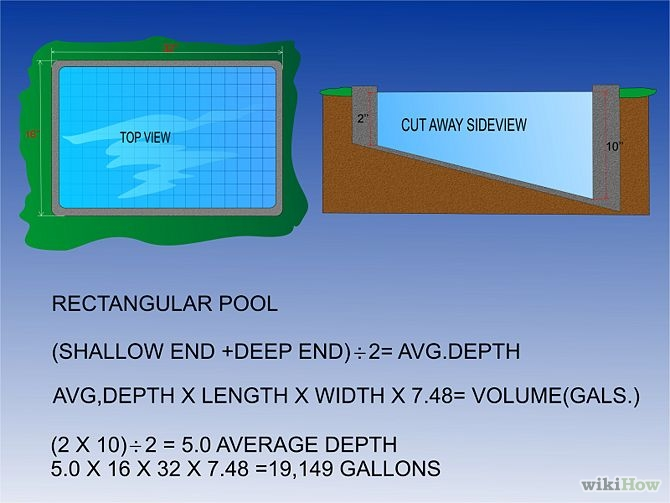 TOP VIEW
16"
2"
CUT AWAY SIDEVIEW
10"
RECTANGULAR POOL
(SHALLOW END +DEEP END)÷2= AVG.DEPTH
AVG,DEPTH X LENGTH X WIDTH X 7.48= VOLUME(GALS.)
(2 X 10)÷2 = 5.0 AVERAGE DEPTH
5.0 X 16 X 32 X 7.48 =19,149 GALLONS
wikiHow